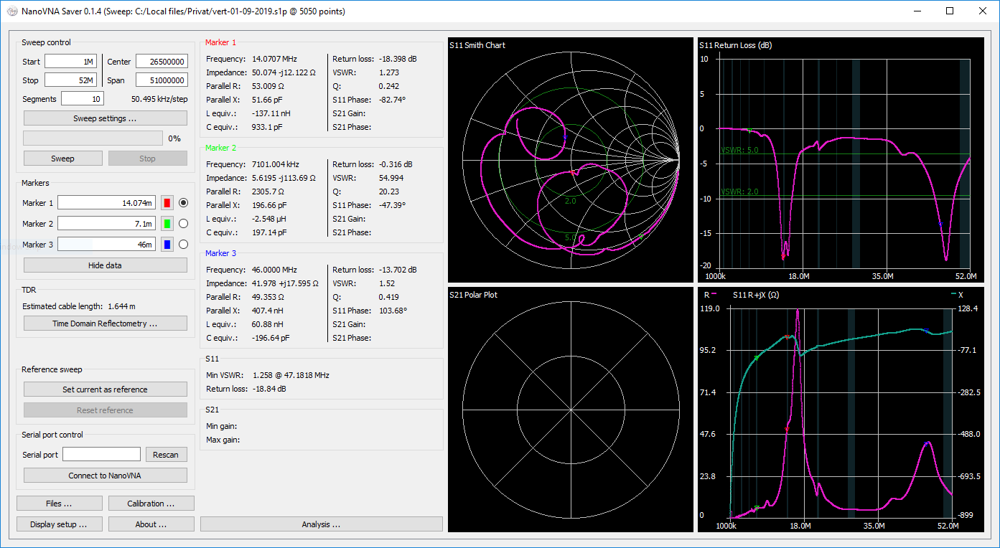 NanoVNA Saver 0.1.4 (Sweep: C:/Local files/Privat/vert-01-09-2019.s1p @ 5050 points)
Sweep control
Start 1M Center 26500000
Stop 52M Span 51000000
Segments 10 50.495 kHz/step
Sweep settings ...
0%
Sweep Stop
Markers
Marker 1 14.074m
Marker 2 7.1m
Marker 3 46m
Hide data
TDR
Estimated cable length: 1.644 m
Time Domain Reflectometry ...
Reference sweep
Set current as reference
Reset reference
Serial port control
Serial port Rescan
Connect to NanoVNA
Files ... Calibration ...
Display setup ... About ...
Marker 1
Frequency: 14.0707 MHz Return loss: -18.398 dB
Impedance: 50.074 -j12.122 Ω VSWR: 1.273
Parallel R: 53.009 Ω Q: 0.242
Parallel X: 51.66 pF S11 Phase: -82.74°
L equiv.: -137.11 nH S21 Gain:
C equiv.: 933.1 pF S21 Phase:
Marker 2
Frequency: 7101.004 kHz Return loss: -0.316 dB
Impedance: 5.6195 -j113.69 Ω VSWR: 54.994
Parallel R: 2305.7 Ω Q: 20.23
Parallel X: 196.66 pF S11 Phase: -47.39°
L equiv.: -2.548 μH S21 Gain:
C equiv.: 197.14 pF S21 Phase:
Marker 3
Frequency: 46.0000 MHz Return loss: -13.702 dB
Impedance: 41.978 +j17.595 Ω VSWR: 1.52
Parallel R: 49.353 Ω Q: 0.419
Parallel X: 407.4 nH S11 Phase: 103.68°
L equiv.: 60.88 nH S21 Gain:
C equiv.: -196.64 pF S21 Phase:
S11
Min VSWR: 1.258 @ 47.1818 MHz
Return loss: -18.84 dB
S21
Min gain:
Max gain:
Analysis ...
S11 Smith Chart
2.0
5.0
S11 Return Loss (dB)
10
5
0
VSWR: 5.0
-5
VSWR: 2.0
-10
-15
-20
1000k 18.0M 35.0M 52.0M
S21 Polar Plot
R S11 R+jX (Ω) X
119.0 128.4
95.2 -77.1
71.4 -282.5
47.6 -488.0
23.8 -693.5
0 -899
1000k 18.0M 35.0M 52.0M